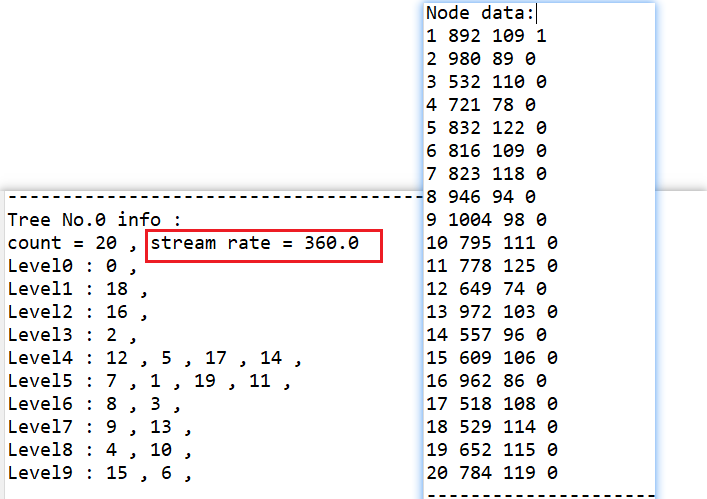 Node data:
1 892 109 1
2 980 89 0
3 532 110 0
4 721 78 0
5 832 122 0
6 816 109 0
7 823 118 0
8 946 94 0
9 1004 98 0
10 795 111 0
11 778 125 0
12 649 74 0
13 972 103 0
14 557 96 0
15 609 106 0
16 962 86 0
17 518 108 0
18 529 114 0
19 652 115 0
20 784 119 0
Tree No.0 info :
count = 20 , stream rate = 360.0
Level0 : 0 ,
Level1 : 18 ,
Level2 : 16 ,
Level3 : 2 ,
Level4 : 12 , 5 , 17 , 14 ,
Level5 : 7 , 1 , 19 , 11 ,
Level6 : 8 , 3 ,
Level7 : 9 , 13 ,
Level8 : 4 , 10 ,
Level9 : 15 , 6 ,